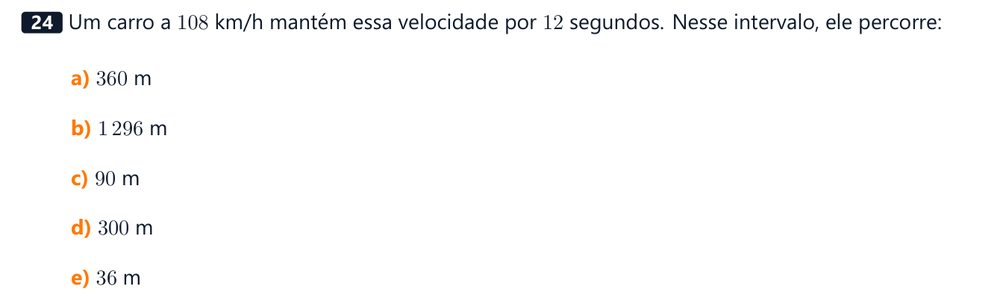 24 Um carro a 108 km/h mantém essa velocidade por 12 segundos. Nesse intervalo, ele percorre:
a) 360 m
b) 1 296 m
c) 90 m
d) 300 m
e) 36 m